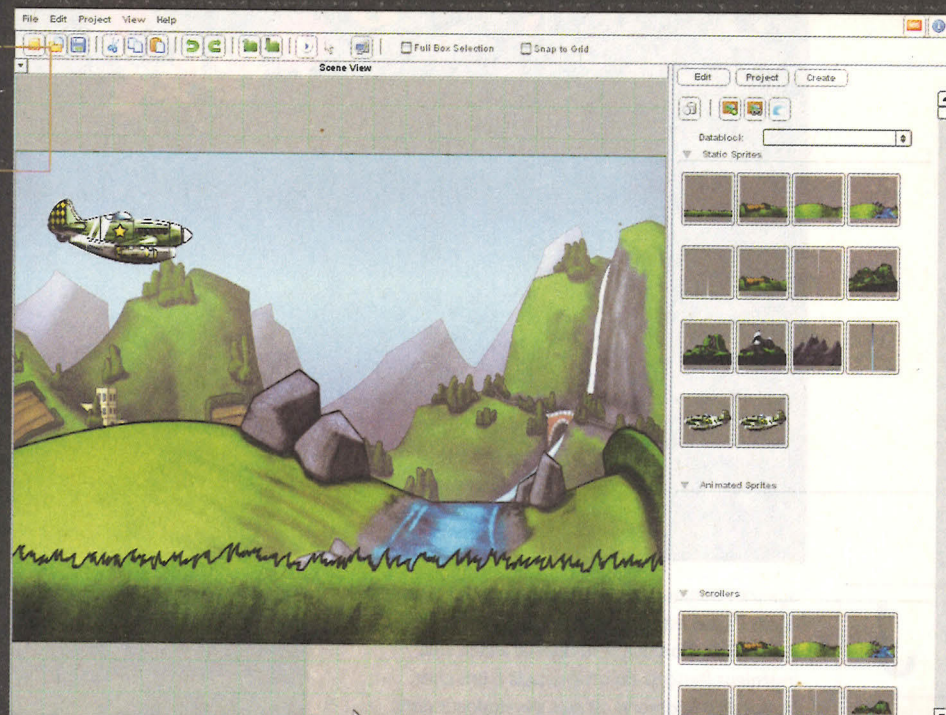 File Edit Project View Help
Full Box Selection Snap to Grid
Scene View
Edit Project Create
Datablock:
Static Sprites
Animated Sprites
Scrollers